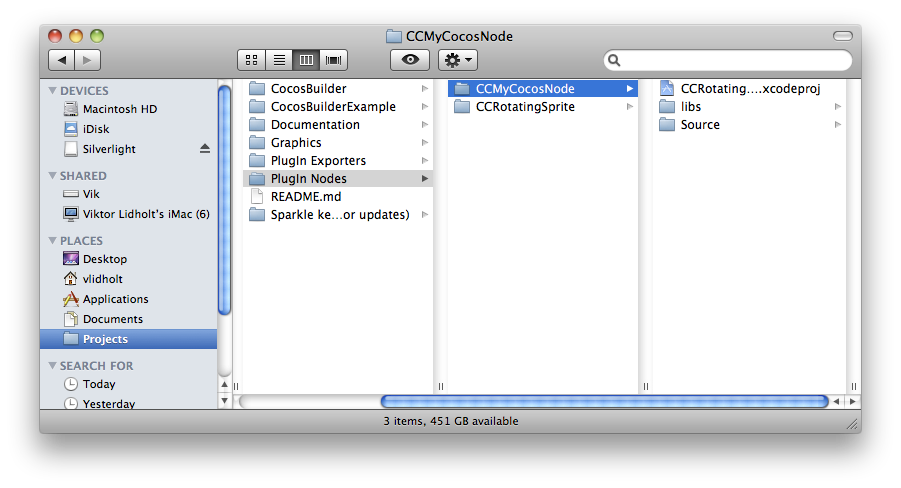 CCMyCocosNode
DEVICES
Macintosh HD
iDisk
Silverlight
SHARED
Vik
Viktor Lidholt's iMac (6)
PLACES
Desktop
vlidholt
Applications
Documents
Projects
SEARCH FOR
Today
Yesterday
CocosBuilder
CocosBuilderExample
Documentation
Graphics
PlugIn Exporters
PlugIn Nodes
README.md
Sparkle ke...or updates)
CCMyCocosNode
CCRotatingSprite
CCRotating....xcodeproj
libs
Source
3 items, 451 GB available